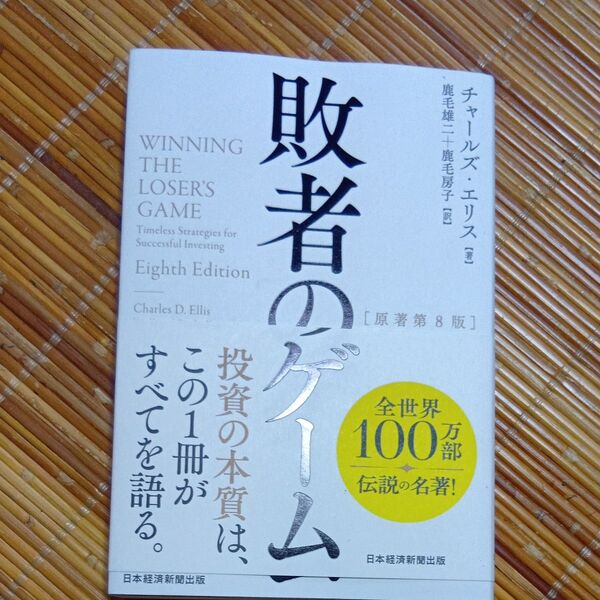 敗者のゲーム
[原著第8版]
チャールズ・エリス[著]
鹿毛雄二+鹿毛房子[訳]
WINNING
THE
LOSER'S
GAME
Timeless Strategies for
Successful Investing
Eighth Edition
Charles D. Ellis
投資の本質は、
この1冊が
すべてを語る。
全世界
100万部
伝説の名著!
日本経済新聞出版
日本経済新聞出版